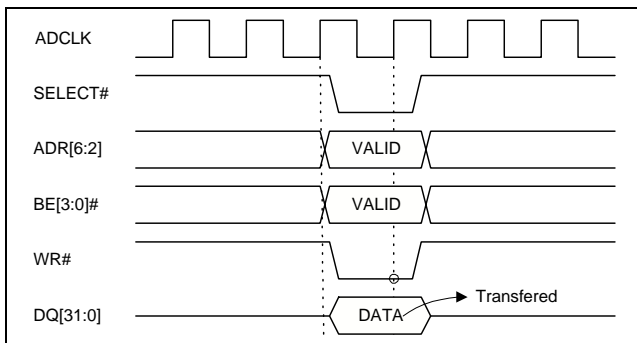 ADCLK
SELECT#
ADR[6:2] VALID
BE[3:0]# VALID
WR#
Transfered
DQ[31:0] DATA